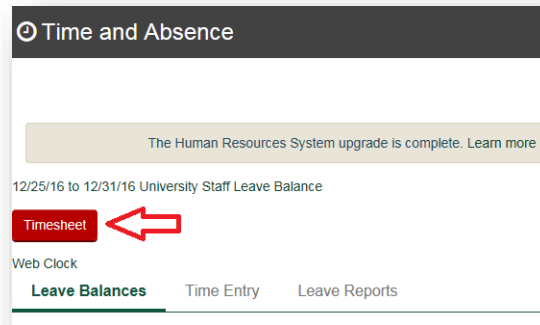 Time and Absence
The Human Resources System upgrade is complete. Learn more
12/25/16 to 12/31/16 University Staff Leave Balance
Timesheet
Web Clock
Leave Balances Time Entry Leave Reports